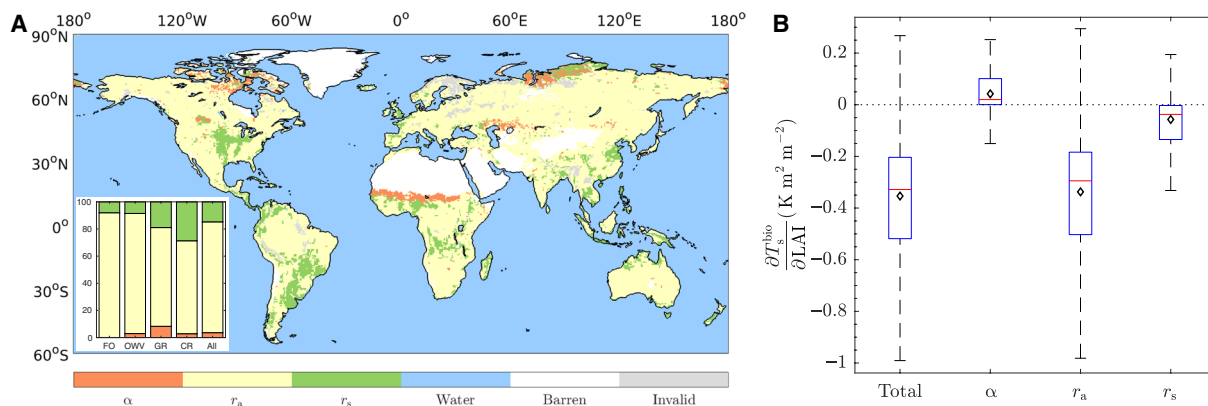 A
180° 120°W 60°W 0° 60°E 120°E 180°
90°N
60°N
30°N
0°
30°S
60°S
100
80
60
40
20
0
FO OWV GR CR All
α rₐ rₛ Water Barren Invalid
B
∂Tₛᵇⁱᵒ/∂LAI (K m² m⁻²)
0.2
0
−0.2
−0.4
−0.6
−0.8
−1
Total α rₐ rₛ